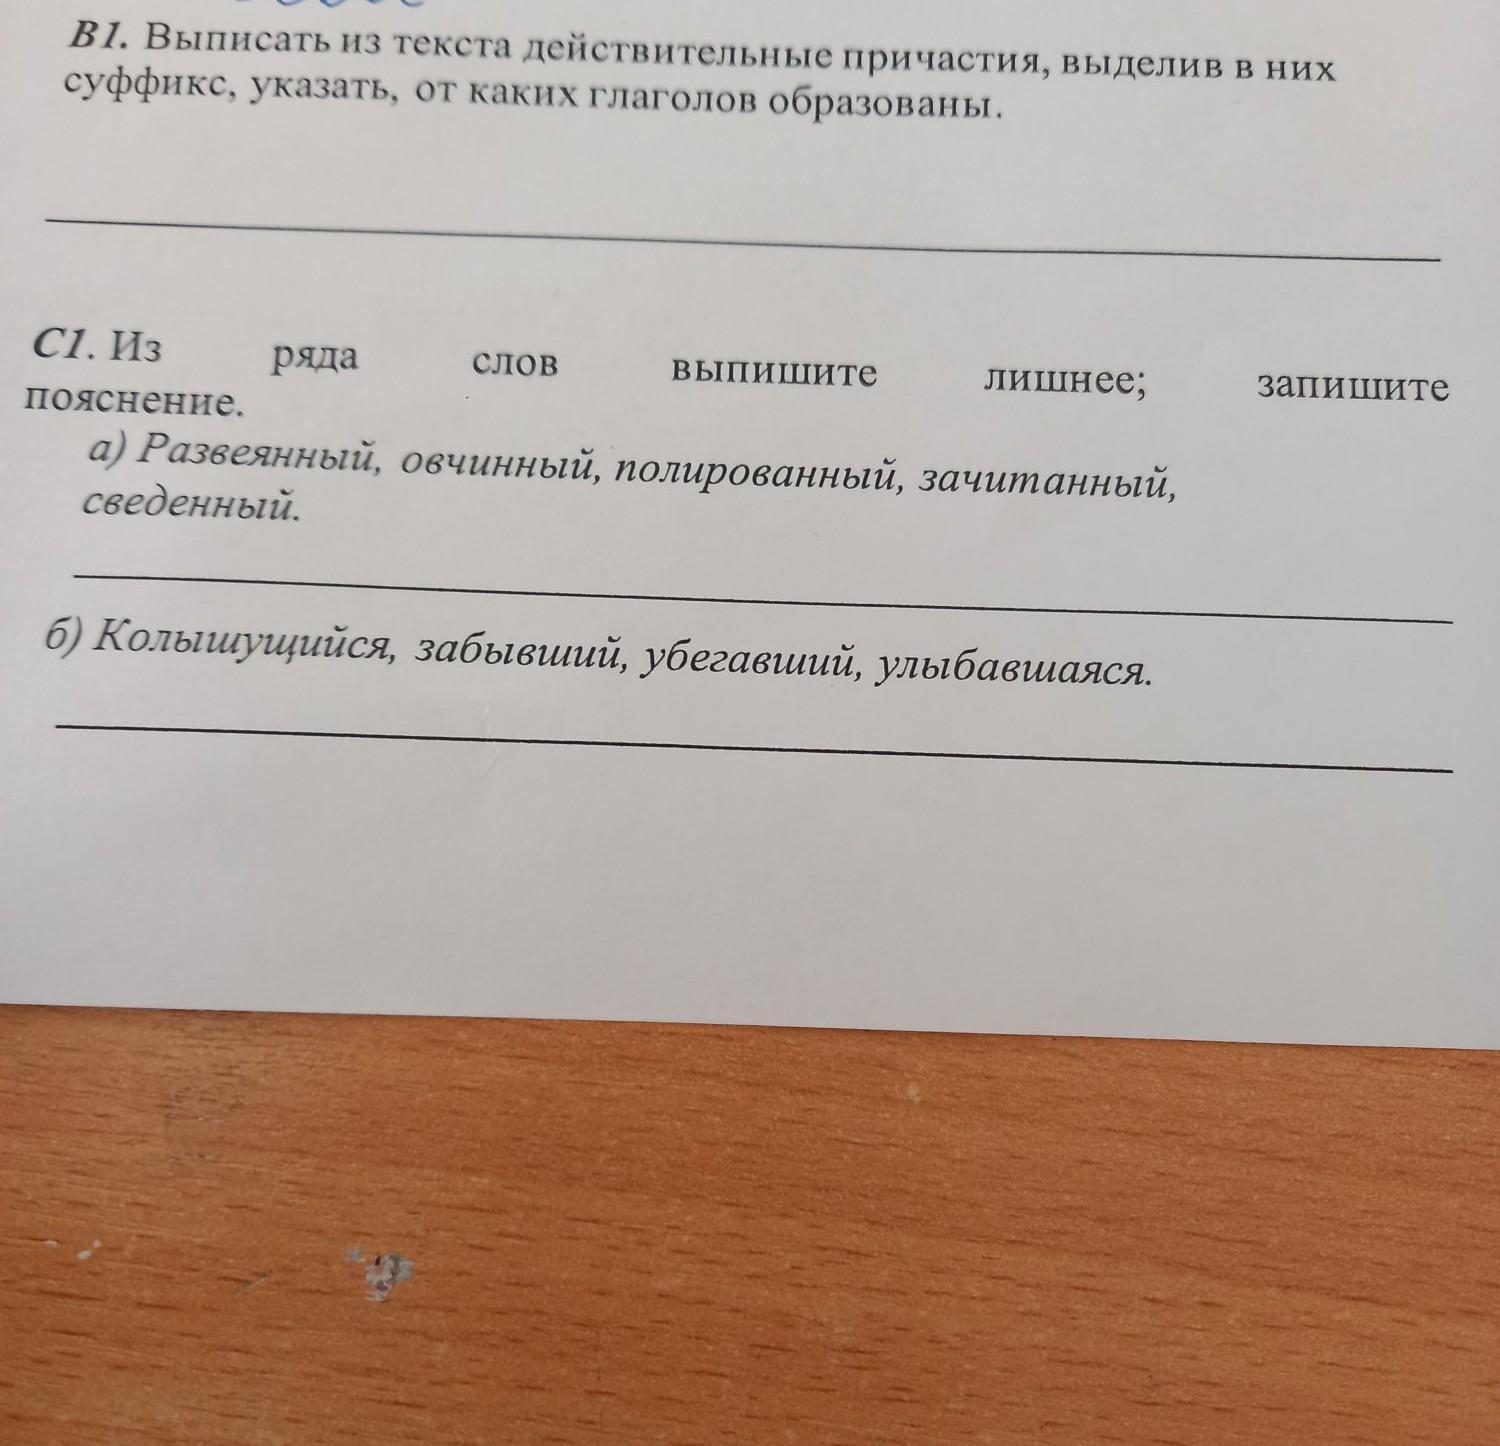 В1. Выписать из текста действительные причастия, выделив в них
суффикс, указать, от каких глаголов образованы.
С1. Из ряда слов выпишите лишнее; запишите
пояснение.
а) Развеянный, овчинный, полированный, зачитанный,
сведенный.
б) Колышущийся, забывший, убегавший, улыбавшаяся.